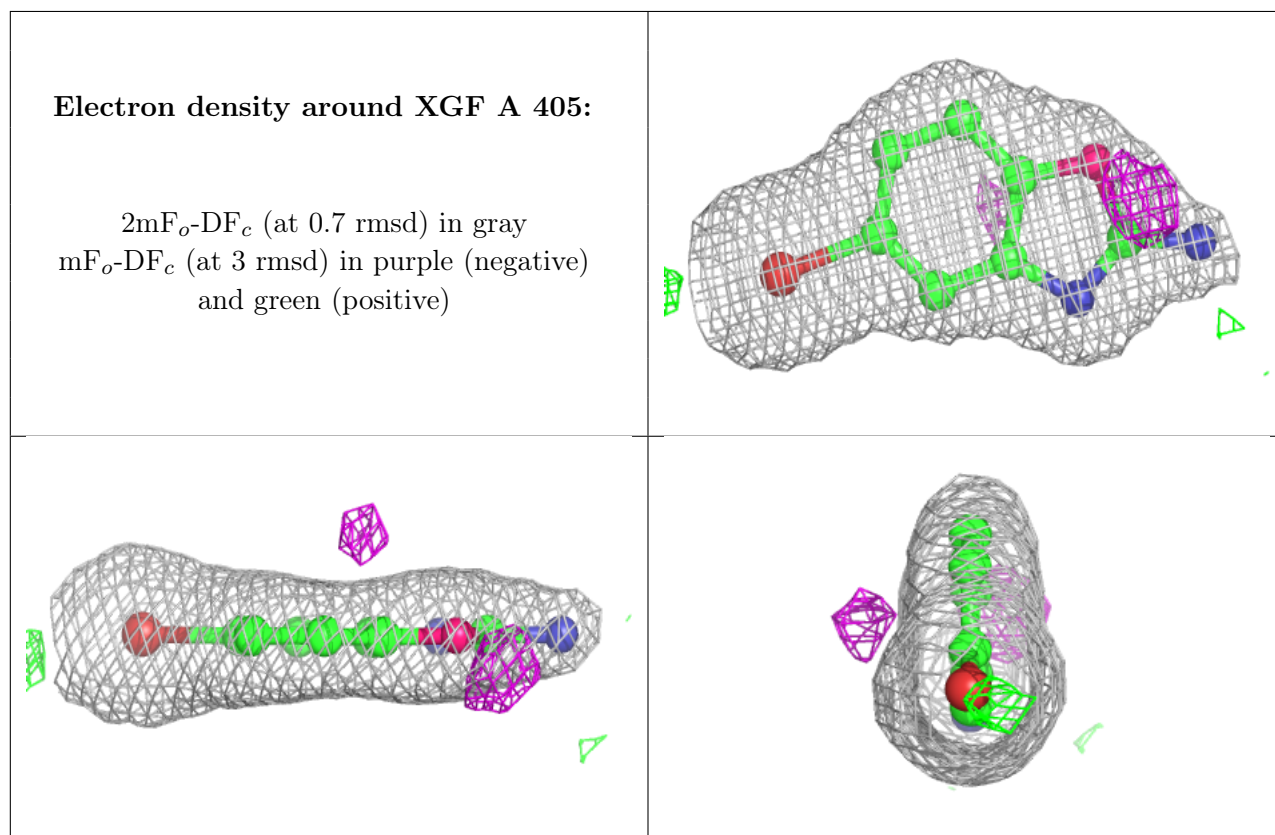 Electron density around XGF A 405:
2mFo-DFc (at 0.7 rmsd) in gray
mFo-DFc (at 3 rmsd) in purple (negative)
and green (positive)